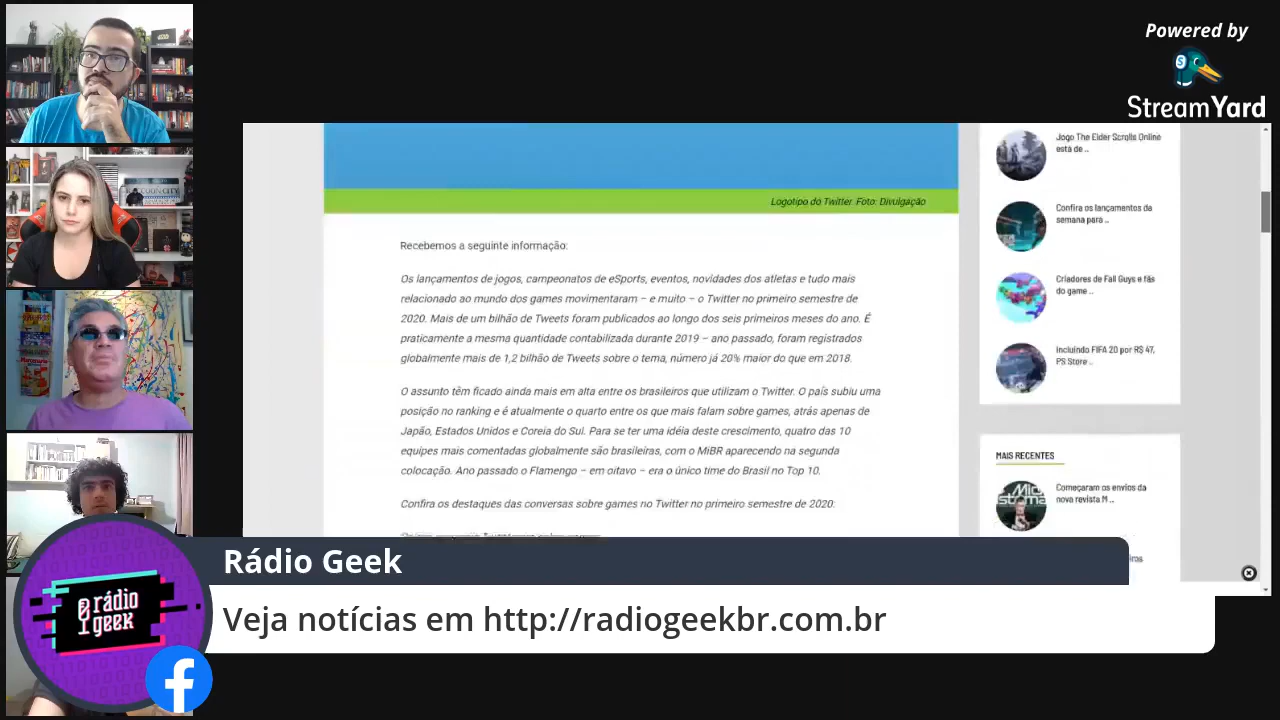 Powered by
StreamYard
RACCOON CITY
Logotipo do Twitter. Foto: Divulgação
Recebemos a seguinte informação:
Os lançamentos de jogos, campeonatos de eSports, eventos, novidades dos atletas e tudo mais
relacionado ao mundo dos games movimentaram – e muito – o Twitter no primeiro semestre de
2020. Mais de um bilhão de Tweets foram publicados ao longo dos seis primeiros meses do ano. É
praticamente a mesma quantidade contabilizada durante 2019 – ano passado, foram registrados
globalmente mais de 1,2 bilhão de Tweets sobre o tema, número já 20% maior do que em 2018.
O assunto têm ficado ainda mais em alta entre os brasileiros que utilizam o Twitter. O país subiu uma
posição no ranking e é atualmente o quarto entre os que mais falam sobre games, atrás apenas de
Japão, Estados Unidos e Coreia do Sul. Para se ter uma idéia deste crescimento, quatro das 10
equipes mais comentadas globalmente são brasileiras, com o MiBR aparecendo na segunda
colocação. Ano passado o Flamengo – em oitavo – era o único time do Brasil no Top 10.
Confira os destaques das conversas sobre games no Twitter no primeiro semestre de 2020:
Jogo The Elder Scrolls Online
está de ..
Confira os lançamentos da
semana para ..
Criadores de Fall Guys e fãs
do game ..
Incluindo FIFA 20 por R$ 47,
PS Store ..
MAIS RECENTES
Começaram os envios da
nova revista M ..
rádio
geek
Rádio Geek
Veja notícias em http://radiogeekbr.com.br